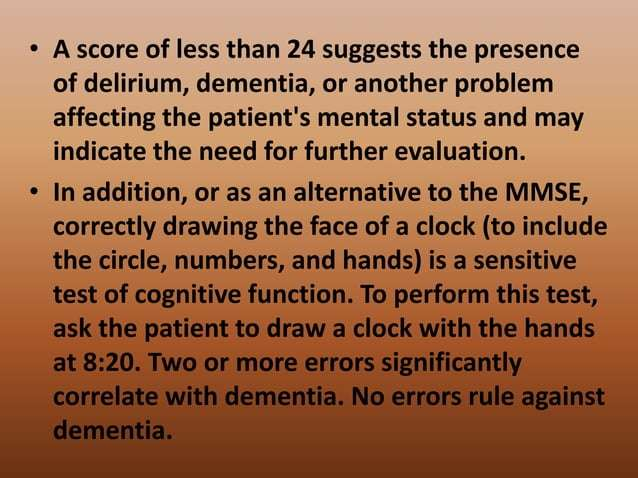 • A score of less than 24 suggests the presence
of delirium, dementia, or another problem
affecting the patient's mental status and may
indicate the need for further evaluation.
• In addition, or as an alternative to the MMSE,
correctly drawing the face of a clock (to include
the circle, numbers, and hands) is a sensitive
test of cognitive function. To perform this test,
ask the patient to draw a clock with the hands
at 8:20. Two or more errors significantly
correlate with dementia. No errors rule against
dementia.